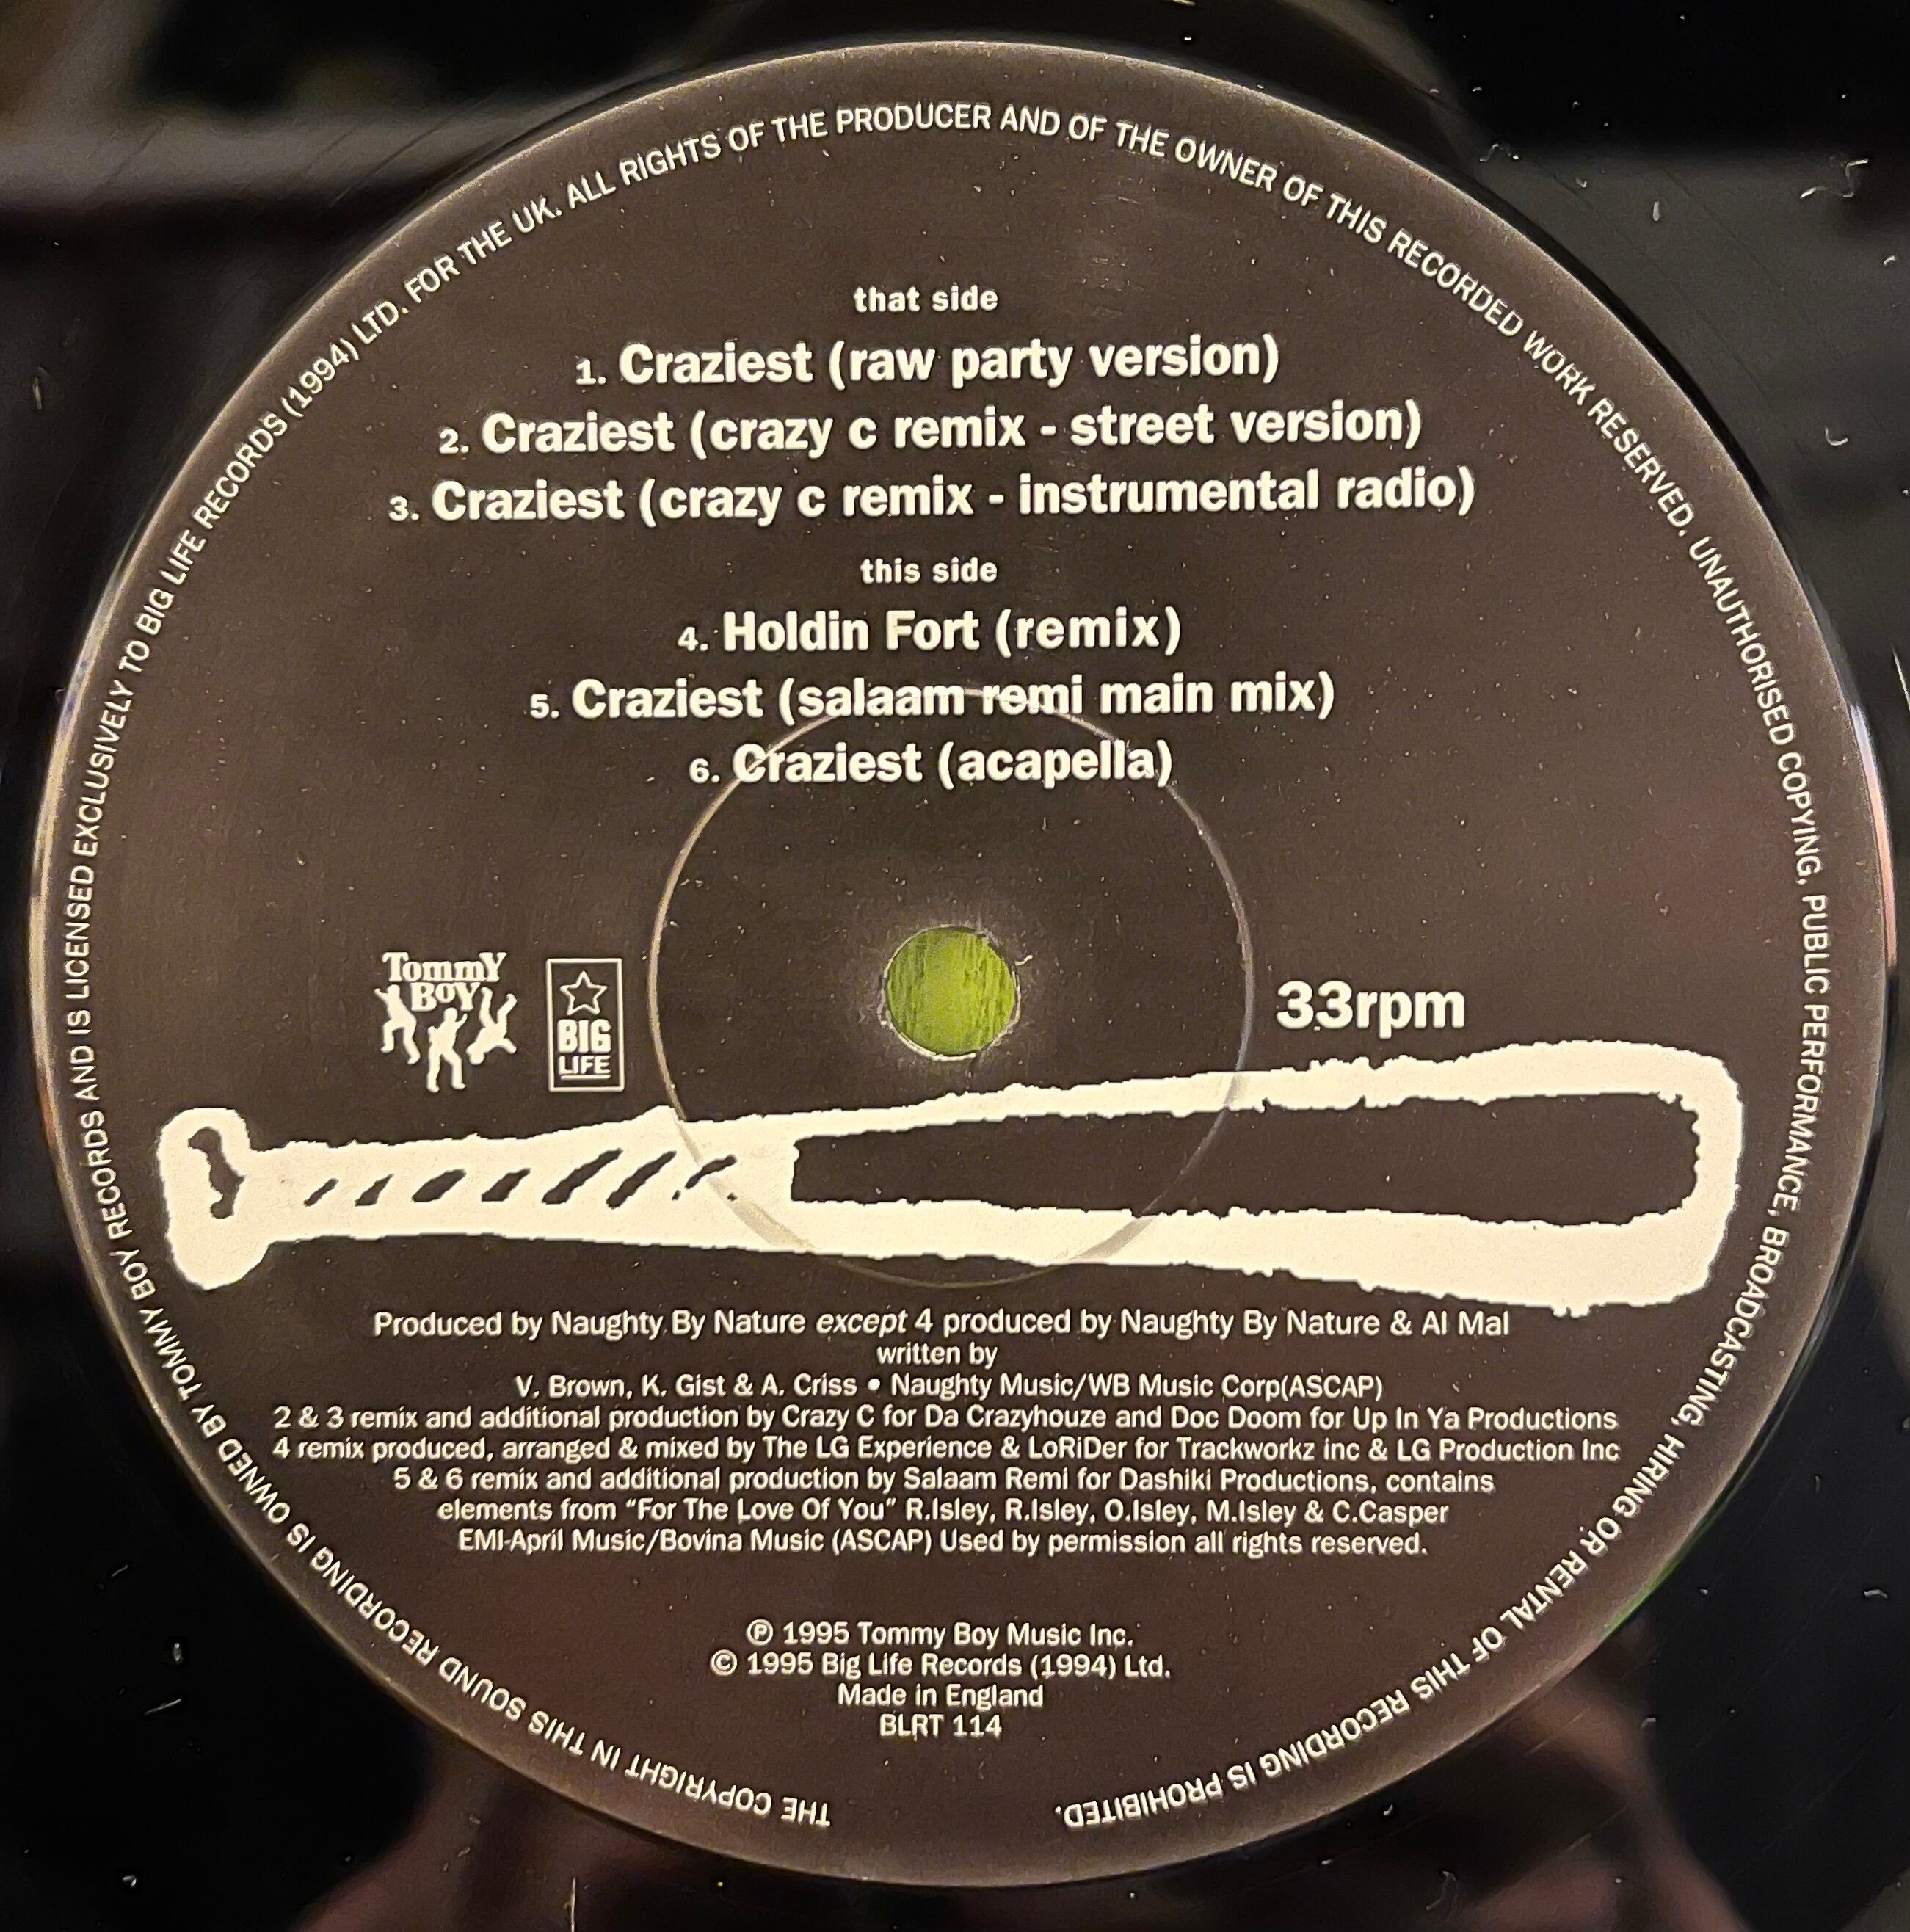 THE COPYRIGHT IN THIS SOUND RECORDING IS OWNED BY TOMMY BOY RECORDS AND IS LICENSED EXCLUSIVELY TO BIG LIFE RECORDS (1994) LTD. FOR THE UK. ALL RIGHTS OF THE PRODUCER AND OF THE OWNER OF THIS RECORDED WORK RESERVED. UNAUTHORISED COPYING, PUBLIC PERFORMANCE, BROADCASTING, HIRING OR RENTAL OF THIS RECORDING IS PROHIBITED.
that side
1. Craziest (raw party version)
2. Craziest (crazy c remix - street version)
3. Craziest (crazy c remix - instrumental radio)
this side
4. Holdin Fort (remix)
5. Craziest (salaam remi main mix)
6. Craziest (acapella)
Tommy
Boy
BIG
LIFE
33rpm
Produced by Naughty By Nature except 4 produced by Naughty By Nature & Al Mal
written by
V. Brown, K. Gist & A. Criss • Naughty Music/WB Music Corp(ASCAP)
2 & 3 remix and additional production by Crazy C for Da Crazyhouze and Doc Doom for Up In Ya Productions
4 remix produced, arranged & mixed by The LG Experience & LoRiDer for Trackworkz inc & LG Production Inc
5 & 6 remix and additional production by Salaam Remi for Dashiki Productions, contains
elements from “For The Love Of You” R.Isley, R.Isley, O.Isley, M.Isley & C.Casper
EMI-April Music/Bovina Music (ASCAP) Used by permission all rights reserved.
℗ 1995 Tommy Boy Music Inc.
© 1995 Big Life Records (1994) Ltd.
Made in England
BLRT 114